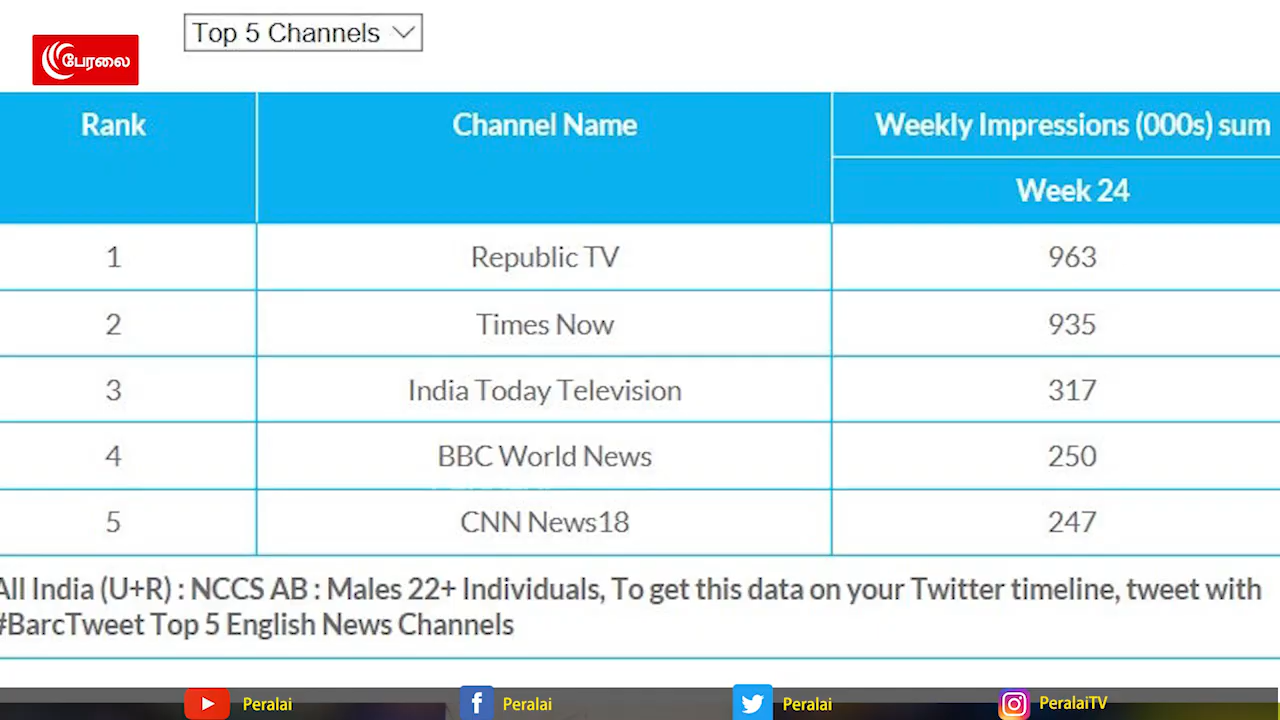 Top 5 Channels
பேரலை
Rank
Channel Name
Weekly Impressions (000s) sum
Week 24
1
Republic TV
963
2
Times Now
935
3
India Today Television
317
4
BBC World News
250
5
CNN News18
247
All India (U+R) : NCCS AB : Males 22+ Individuals, To get this data on your Twitter timeline, tweet with
#BarcTweet Top 5 English News Channels
Peralai
Peralai
Peralai
PeralaiTV